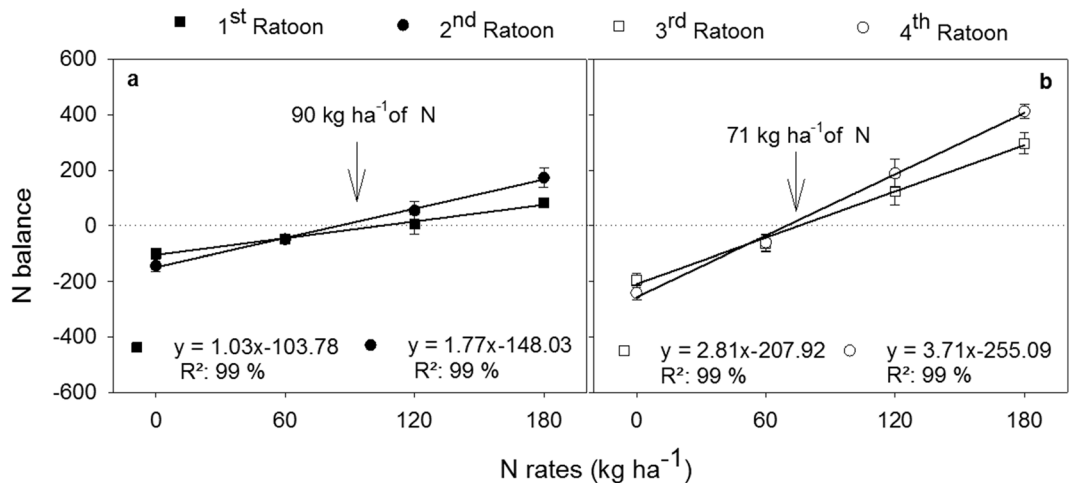 1st Ratoon 2nd Ratoon 3rd Ratoon 4th Ratoon
600
400
200
0
-200
-400
-600
N balance
a
90 kg ha-1of N
y = 1.03x-103.78 y = 1.77x-148.03
R²: 99 % R²: 99 %
0 60 120 180
b
71 kg ha-1of N
y = 2.81x-207.92 y = 3.71x-255.09
R²: 99 % R²: 99 %
0 60 120 180
N rates (kg ha-1)